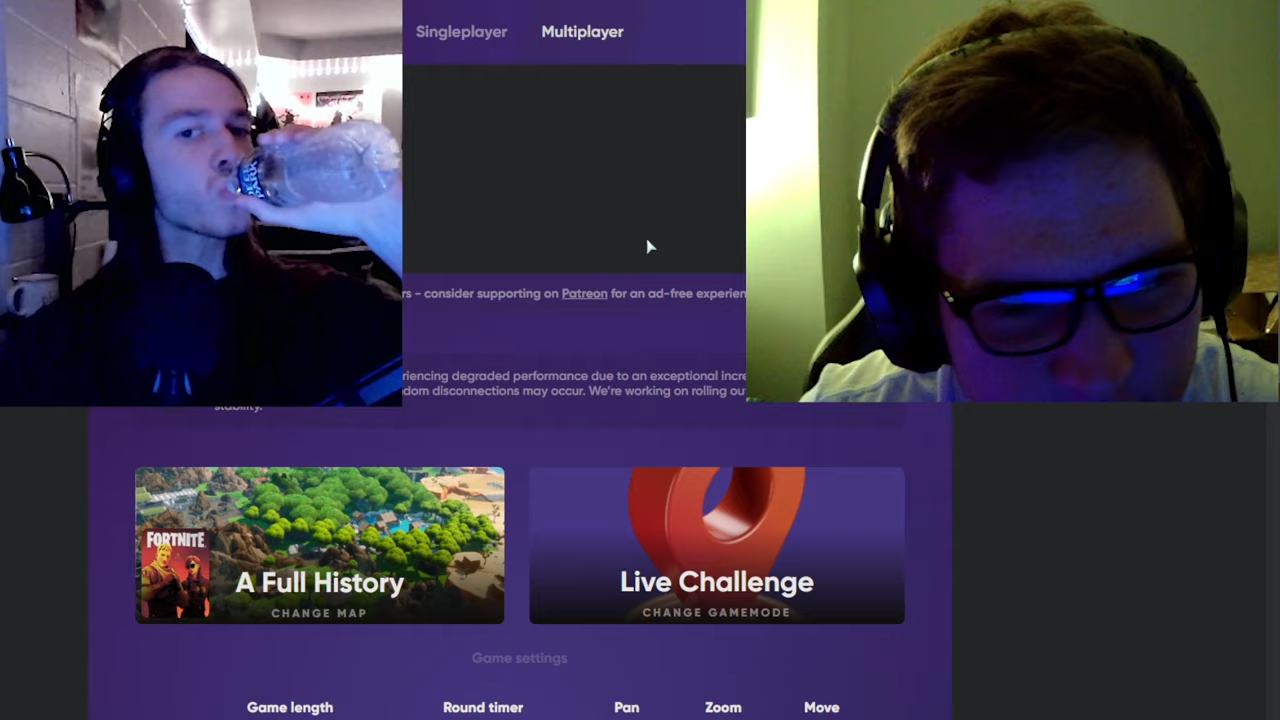 Singleplayer
Multiplayer
rs – consider supporting on Patreon for an ad-free experien
riencing degraded performance due to an exceptional incre
dom disconnections may occur. We're working on rolling ou
stability.
FORTNITE
A Full History
CHANGE MAP
Live Challenge
CHANGE GAMEMODE
Game settings
Game length
Round timer
Pan
Zoom
Move